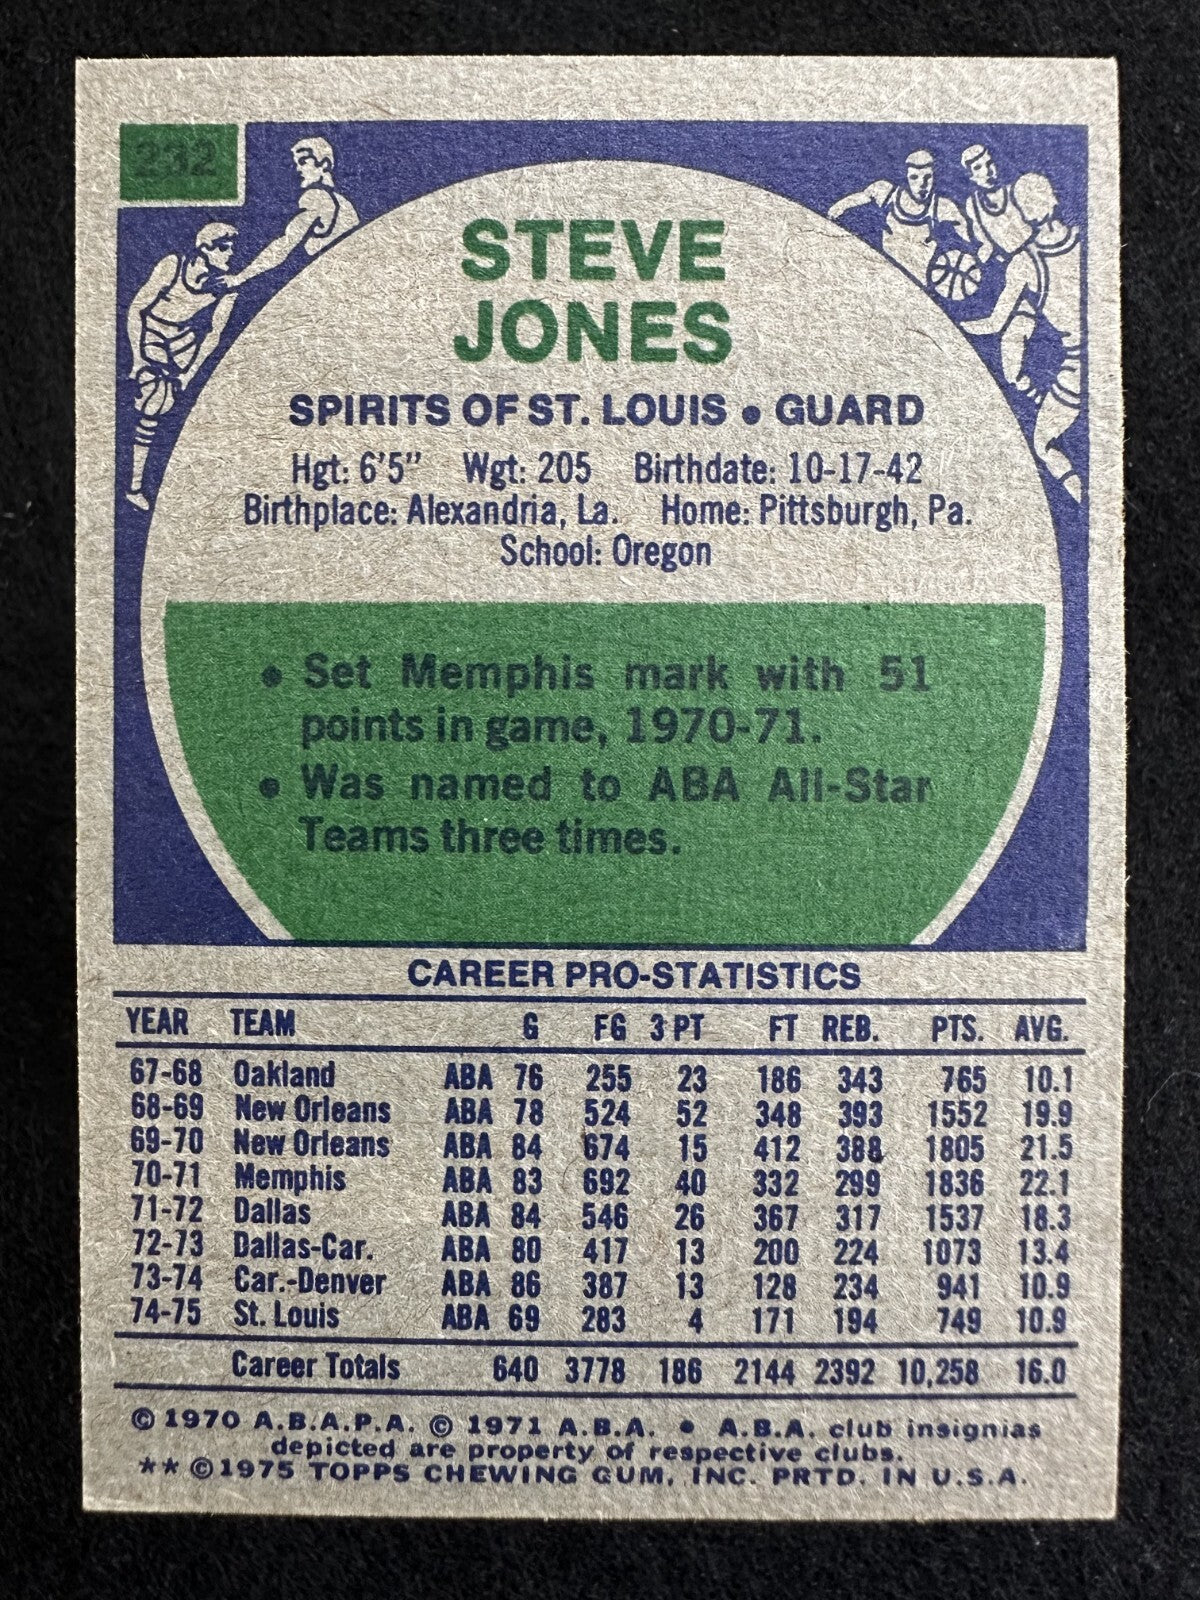 232
STEVE
JONES
SPIRITS OF ST. LOUIS • GUARD
Hgt: 6'5" Wgt: 205 Birthdate: 10-17-42
Birthplace: Alexandria, La. Home: Pittsburgh, Pa.
School: Oregon
• Set Memphis mark with 51
points in game, 1970-71.
• Was named to ABA All-Star
Teams three times.
CAREER PRO-STATISTICS
YEAR TEAM G FG 3 PT FT REB. PTS. AVG.
67-68 Oakland ABA 76 255 23 186 343 765 10.1
68-69 New Orleans ABA 78 524 52 348 393 1552 19.9
69-70 New Orleans ABA 84 674 15 412 388 1805 21.5
70-71 Memphis ABA 83 692 40 332 299 1836 22.1
71-72 Dallas ABA 84 546 26 367 317 1537 18.3
72-73 Dallas-Car. ABA 80 417 13 200 224 1073 13.4
73-74 Car.-Denver ABA 86 387 13 128 234 941 10.9
74-75 St. Louis ABA 69 283 4 171 194 749 10.9
Career Totals 640 3778 186 2144 2392 10,258 16.0
© 1970 A.B.A.P.A. © 1971 A.B.A. • A.B.A. club insignias
depicted are property of respective clubs.
** © 1975 TOPPS CHEWING GUM, INC. PRTD. IN U.S.A.